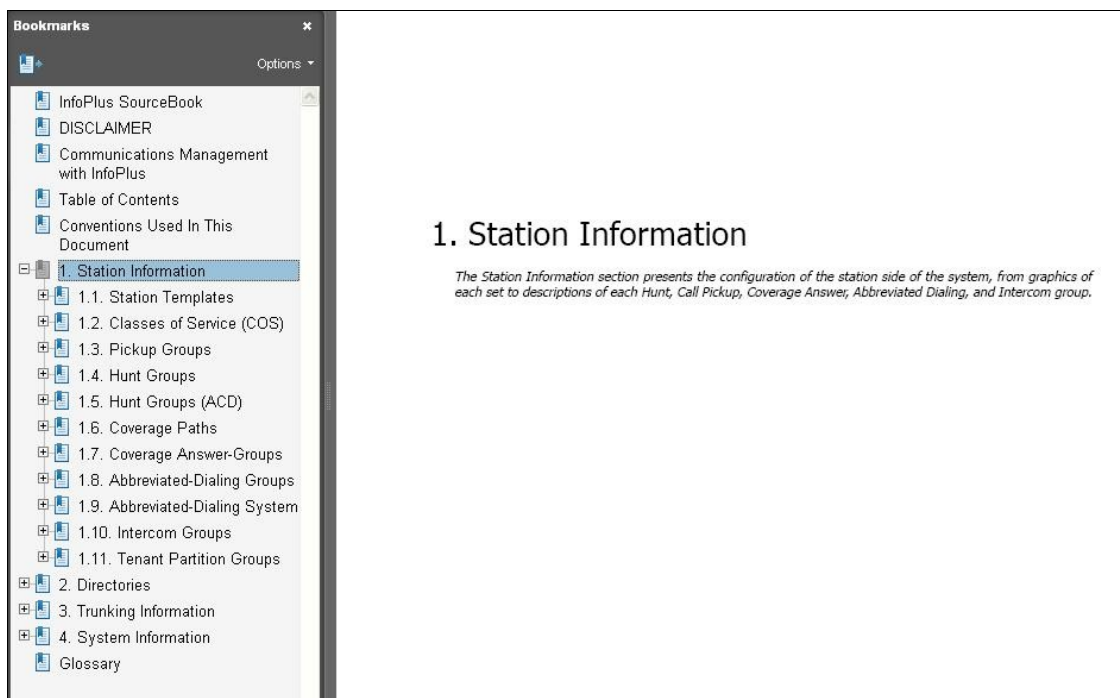 Bookmarks
Options
InfoPlus SourceBook
DISCLAIMER
Communications Management
with InfoPlus
Table of Contents
Conventions Used In This
Document
1. Station Information
1.1. Station Templates
1.2. Classes of Service (COS)
1.3. Pickup Groups
1.4. Hunt Groups
1.5. Hunt Groups (ACD)
1.6. Coverage Paths
1.7. Coverage Answer-Groups
1.8. Abbreviated-Dialing Groups
1.9. Abbreviated-Dialing System
1.10. Intercom Groups
1.11. Tenant Partition Groups
2. Directories
3. Trunking Information
4. System Information
Glossary
1. Station Information
The Station Information section presents the configuration of the station side of the system, from graphics of
each set to descriptions of each Hunt, Call Pickup, Coverage Answer, Abbreviated Dialing, and Intercom group.